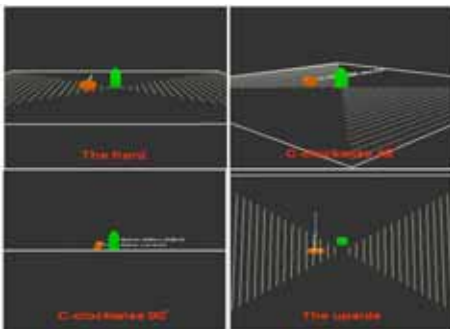 The front
C-clockwise 45°
C-clockwise 90°
The upside